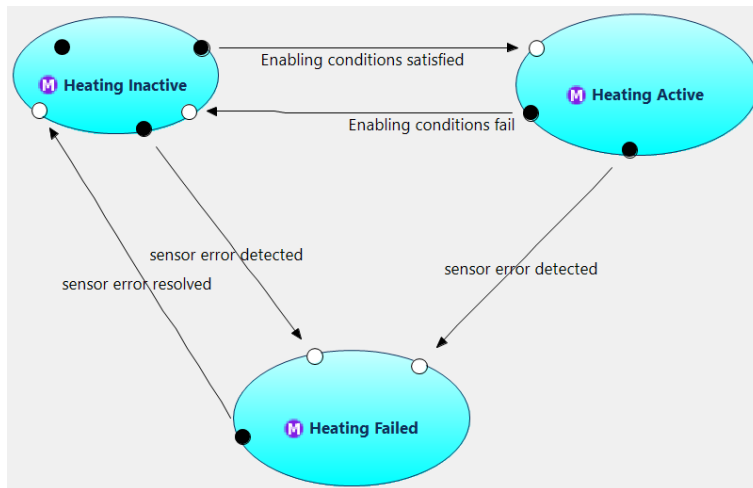 Enabling conditions satisfied
M Heating Inactive
M Heating Active
Enabling conditions fail
sensor error detected
sensor error detected
sensor error resolved
M Heating Failed